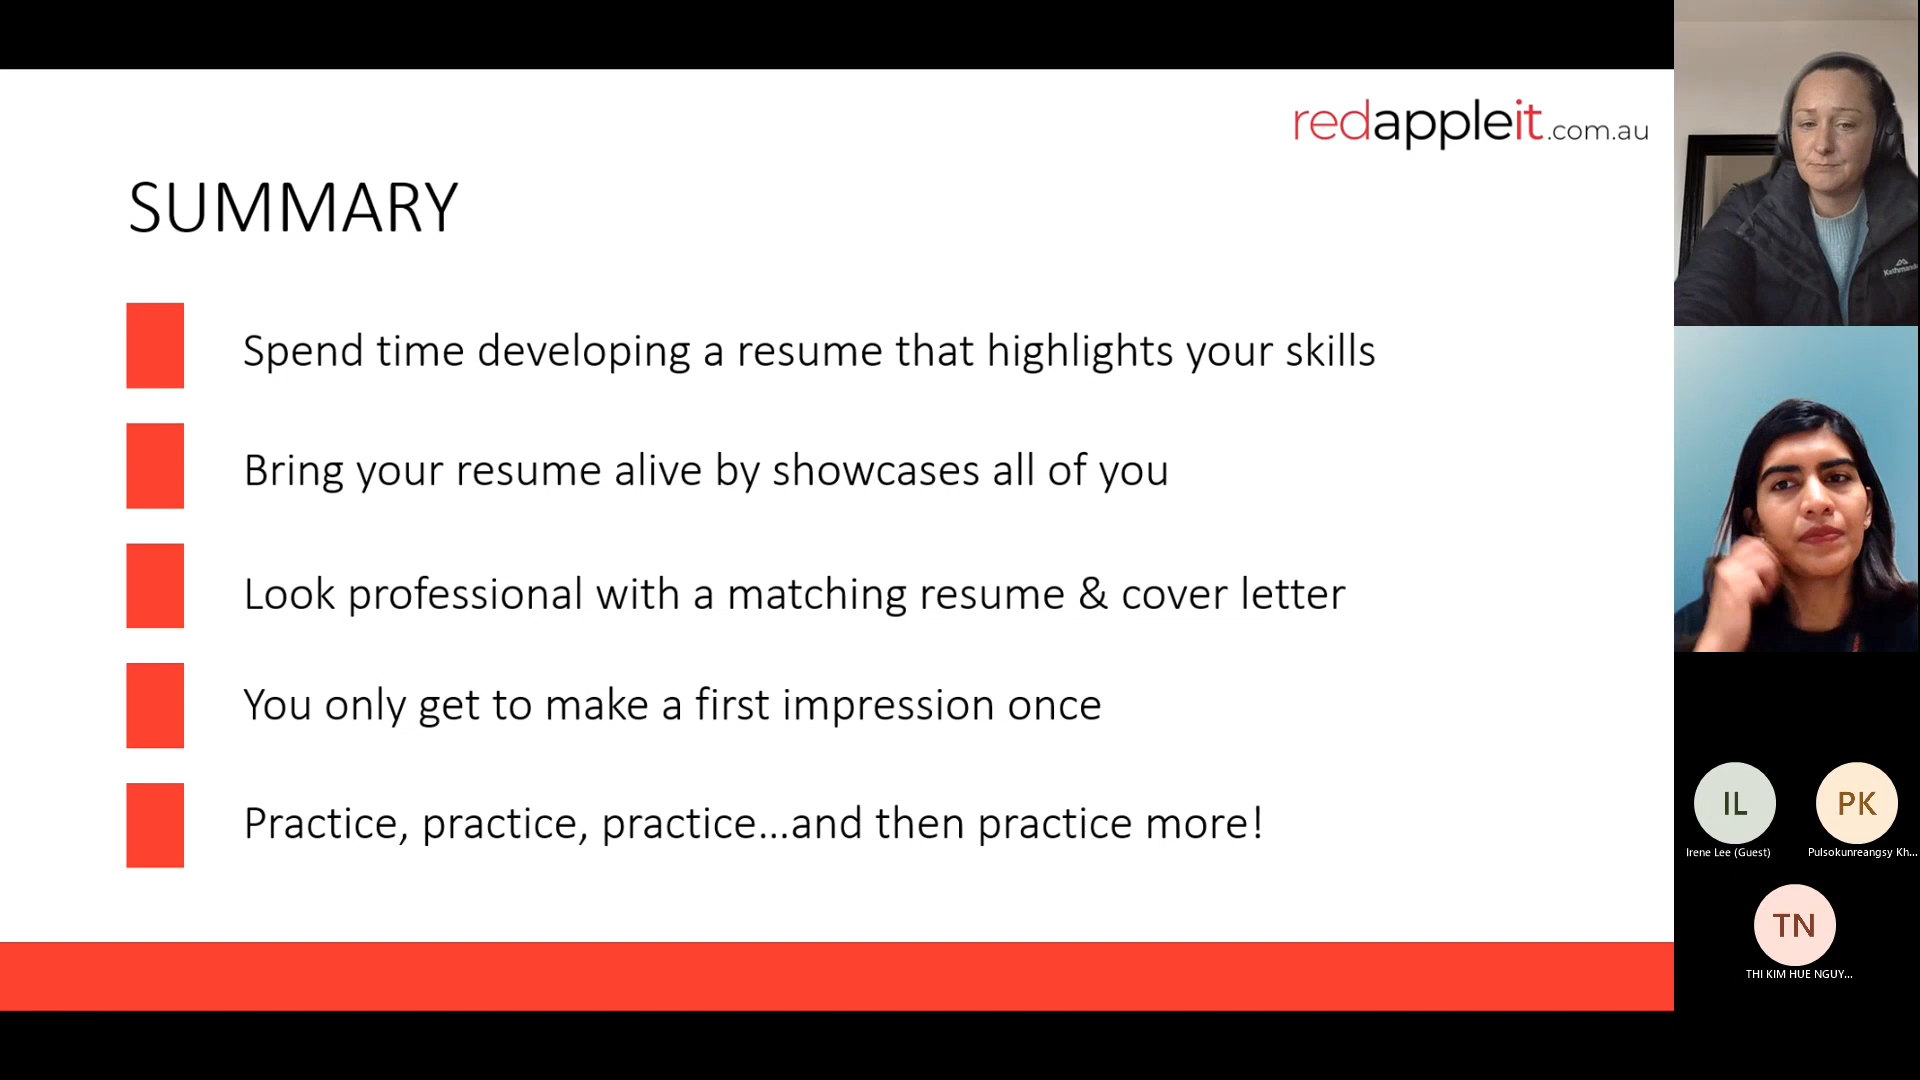 redappleit.com.au
SUMMARY
Spend time developing a resume that highlights your skills
Bring your resume alive by showcases all of you
Look professional with a matching resume & cover letter
You only get to make a first impression once
Practice, practice, practice...and then practice more!
Kathmandu
IL
PK
Irene Lee (Guest)
Pulsokunreangsy Kh...
TN
THI KIM HUE NGUY...